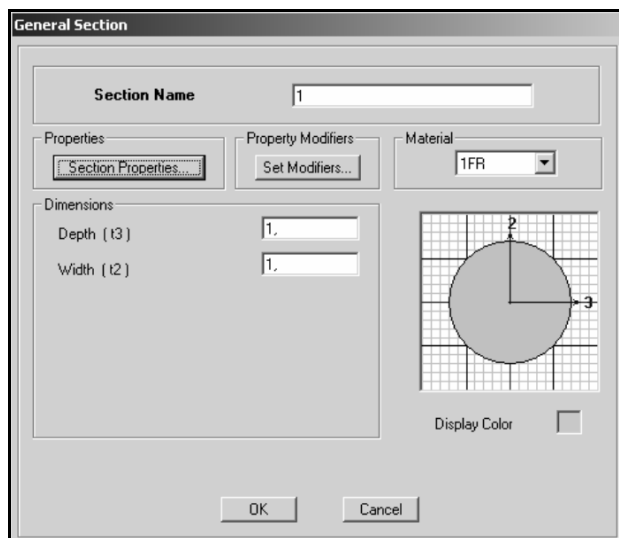 General Section
Section Name 1
Properties Property Modifiers Material
Section Properties... Set Modifiers... 1FR
Dimensions
Depth ( t3 ) 1,
Width ( t2 ) 1,
2
3
Display Color
OK Cancel